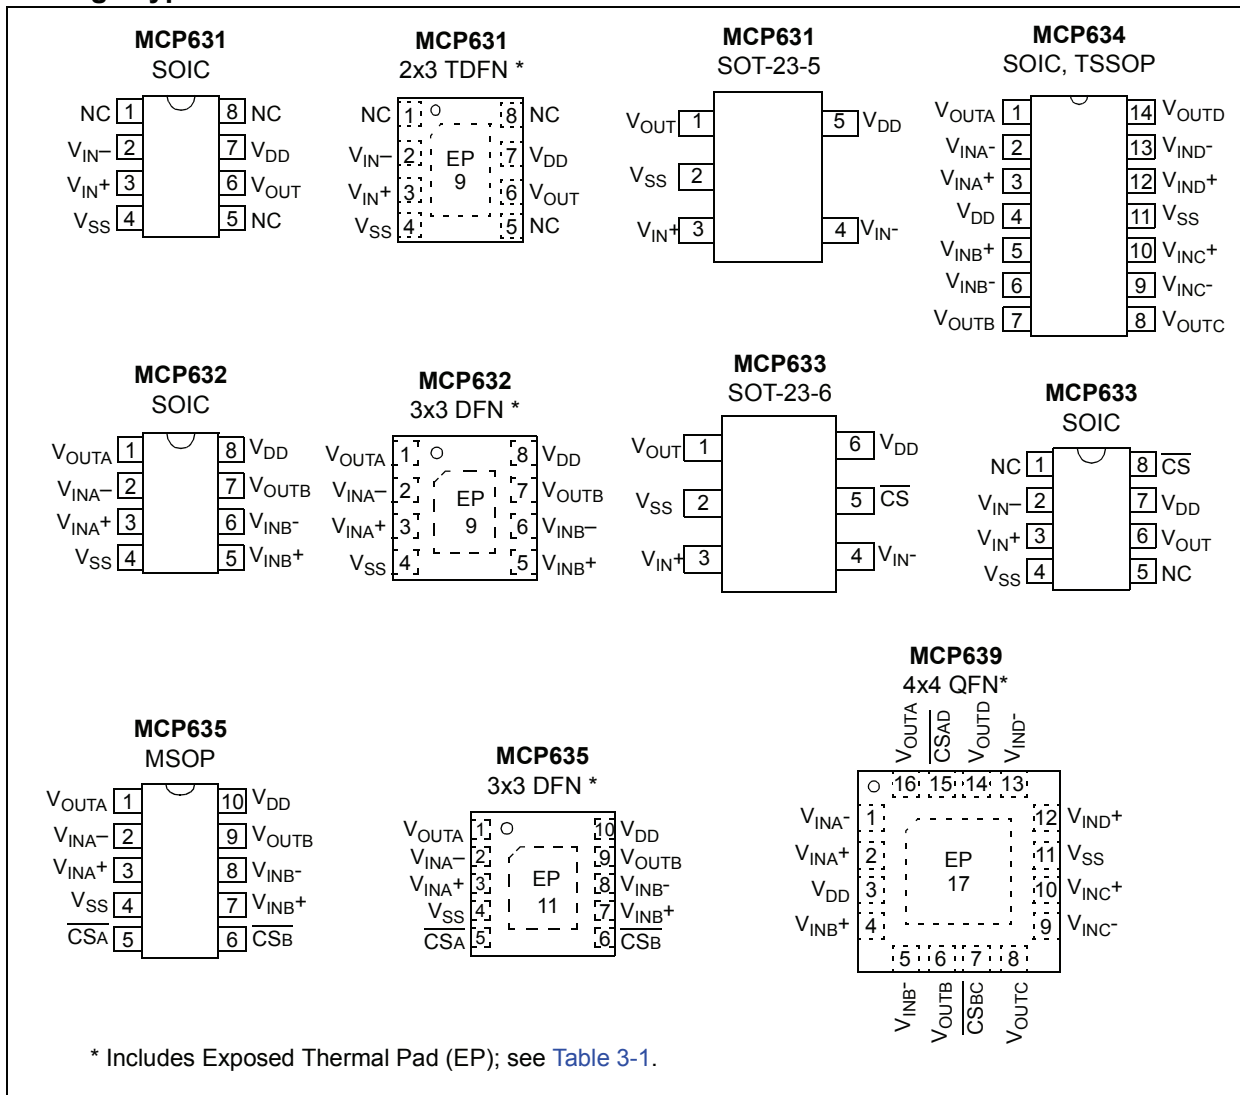 MCP631
SOIC
NC 1
VIN– 2
VIN+ 3
VSS 4
8 NC
7 VDD
6 VOUT
5 NC
MCP631
2x3 TDFN *
NC 1
VIN– 2
VIN+ 3
VSS 4
EP
9
8 NC
7 VDD
6 VOUT
5 NC
MCP631
SOT-23-5
VOUT 1
VSS 2
VIN+ 3
5 VDD
4 VIN-
MCP634
SOIC, TSSOP
VOUTA 1
VINA- 2
VINA+ 3
VDD 4
VINB+ 5
VINB- 6
VOUTB 7
14 VOUTD
13 VIND-
12 VIND+
11 VSS
10 VINC+
9 VINC-
8 VOUTC
MCP632
SOIC
VOUTA 1
VINA– 2
VINA+ 3
VSS 4
8 VDD
7 VOUTB
6 VINB-
5 VINB+
MCP632
3x3 DFN *
VOUTA 1
VINA– 2
VINA+ 3
VSS 4
EP
9
8 VDD
7 VOUTB
6 VINB–
5 VINB+
MCP633
SOT-23-6
VOUT 1
VSS 2
VIN+ 3
6 VDD
5 CS
4 VIN-
MCP633
SOIC
NC 1
VIN– 2
VIN+ 3
VSS 4
8 CS
7 VDD
6 VOUT
5 NC
MCP635
MSOP
VOUTA 1
VINA– 2
VINA+ 3
VSS 4
CSA 5
10 VDD
9 VOUTB
8 VINB-
7 VINB+
6 CSB
MCP635
3x3 DFN *
VOUTA 1
VINA– 2
VINA+ 3
VSS 4
CSA 5
EP
11
10 VDD
9 VOUTB
8 VINB-
7 VINB+
6 CSB
MCP639
4x4 QFN*
VOUTA CSAD VOUTD VIND-
16 15 14 13
VINA- 1
VINA+ 2
VDD 3
VINB+ 4
EP
17
12 VIND+
11 VSS
10 VINC+
9 VINC-
5 6 7 8
VINB- VOUTB CSBC VOUTC
* Includes Exposed Thermal Pad (EP); see Table 3-1.